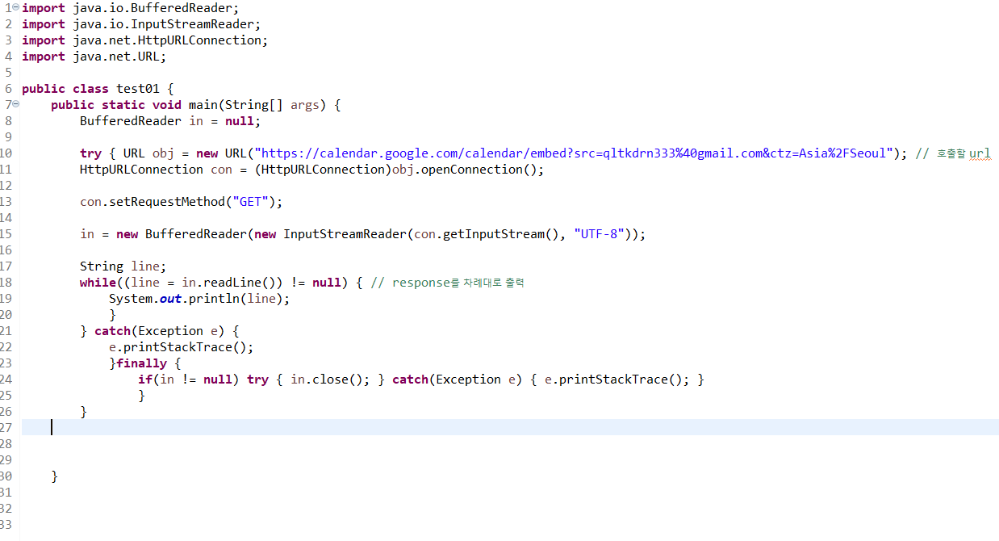 1 import java.io.BufferedReader;
2 import java.io.InputStreamReader;
3 import java.net.HttpURLConnection;
4 import java.net.URL;
5
6 public class test01 {
7 public static void main(String[] args) {
8 BufferedReader in = null;
9
10 try { URL obj = new URL("https://calendar.google.com/calendar/embed?src=qltkdrn333%40gmail.com&ctz=Asia%2FSeoul"); // 호출할 url
11 HttpURLConnection con = (HttpURLConnection)obj.openConnection();
12
13 con.setRequestMethod("GET");
14
15 in = new BufferedReader(new InputStreamReader(con.getInputStream(), "UTF-8"));
16
17 String line;
18 while((line = in.readLine()) != null) { // response를 차례대로 출력
19 System.out.println(line);
20 }
21 } catch(Exception e) {
22 e.printStackTrace();
23 }finally {
24 if(in != null) try { in.close(); } catch(Exception e) { e.printStackTrace(); }
25 }
26 }
27
28
29
30 }
31
32
33